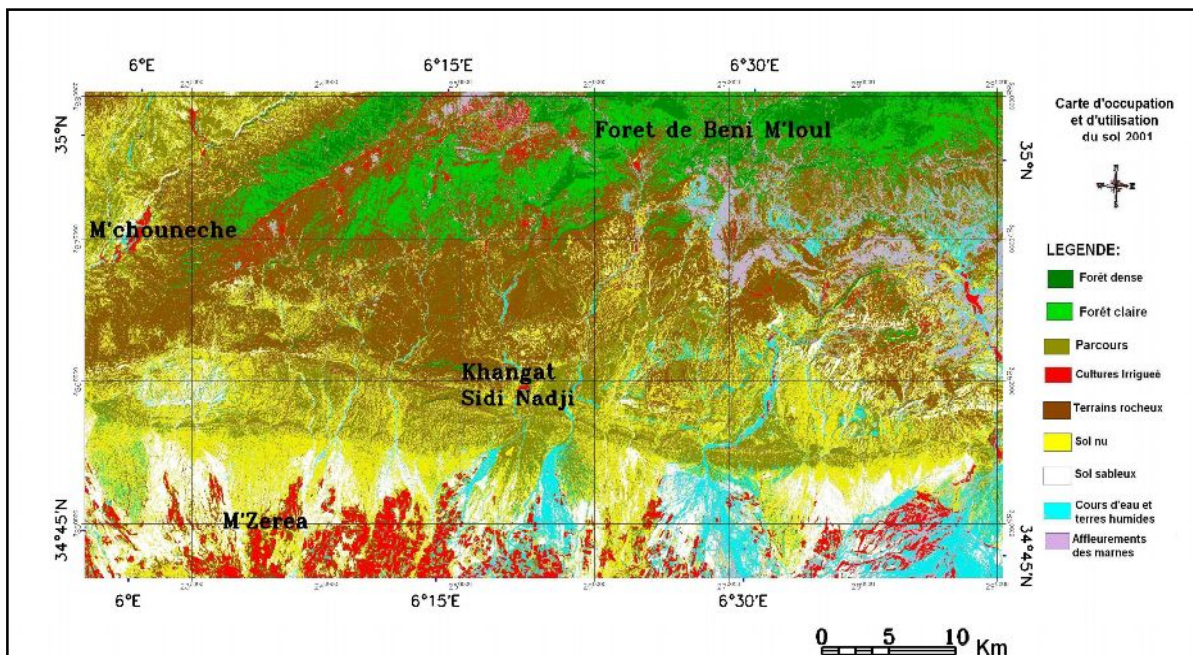 6°E
6°15'E
6°30'E
35°N
35°N
Foret de Beni M'loul
M'chouneche
Khangat
Sidi Nadji
M'Zerea
34°45'N
34°45'N
6°E
6°15'E
6°30'E
Carte d'occupation
et d'utilisation
du sol 2001
N
S
LEGENDE:
Forêt dense
Forêt claire
Parcours
Cultures Irrigueè
Terrains rocheux
Sol nu
Sol sableux
Cours d'eau et
terres humides
Affleurements
des marnes
0 5 10 Km